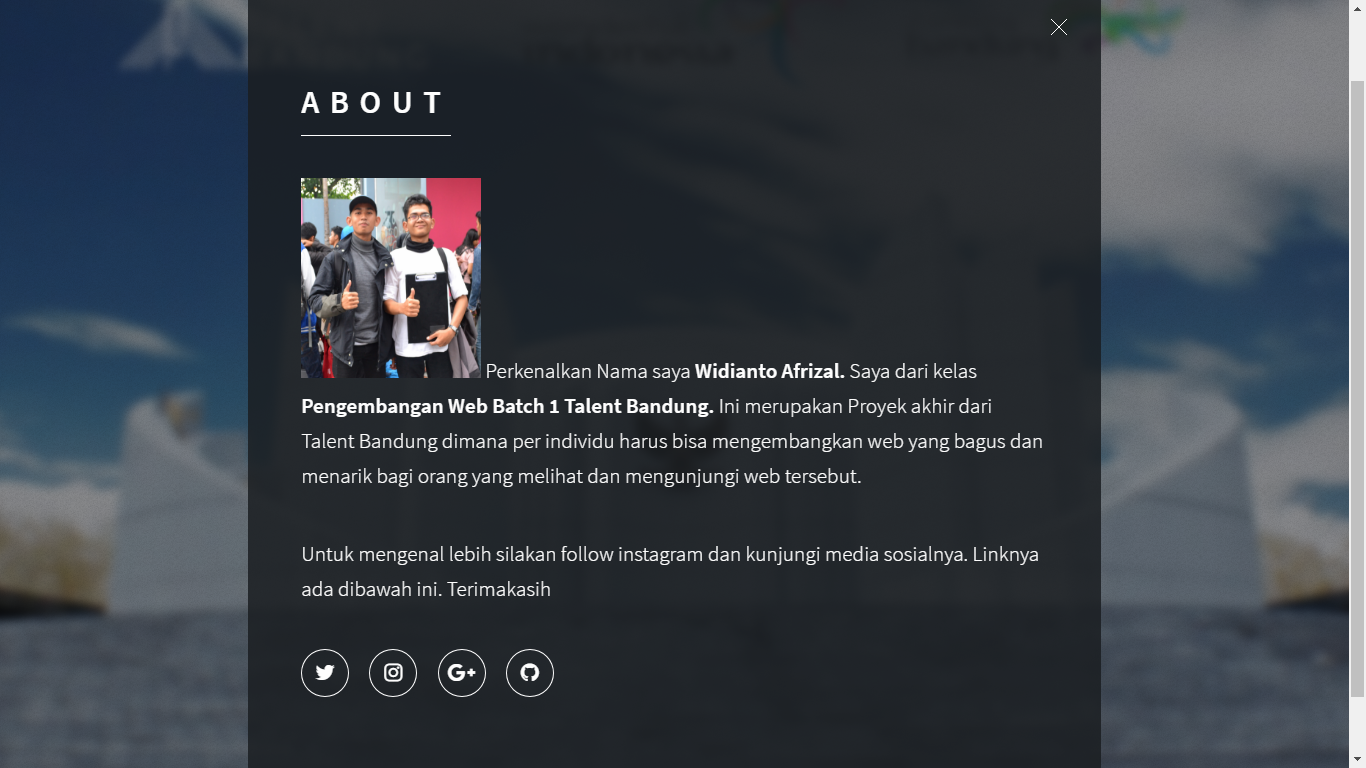 ABOUT
Perkenalkan Nama saya Widianto Afrizal. Saya dari kelas
Pengembangan Web Batch 1 Talent Bandung. Ini merupakan Proyek akhir dari
Talent Bandung dimana per individu harus bisa mengembangkan web yang bagus dan
menarik bagi orang yang melihat dan mengunjungi web tersebut.
Untuk mengenal lebih silakan follow instagram dan kunjungi media sosialnya. Linknya
ada dibawah ini. Terimakasih
G+